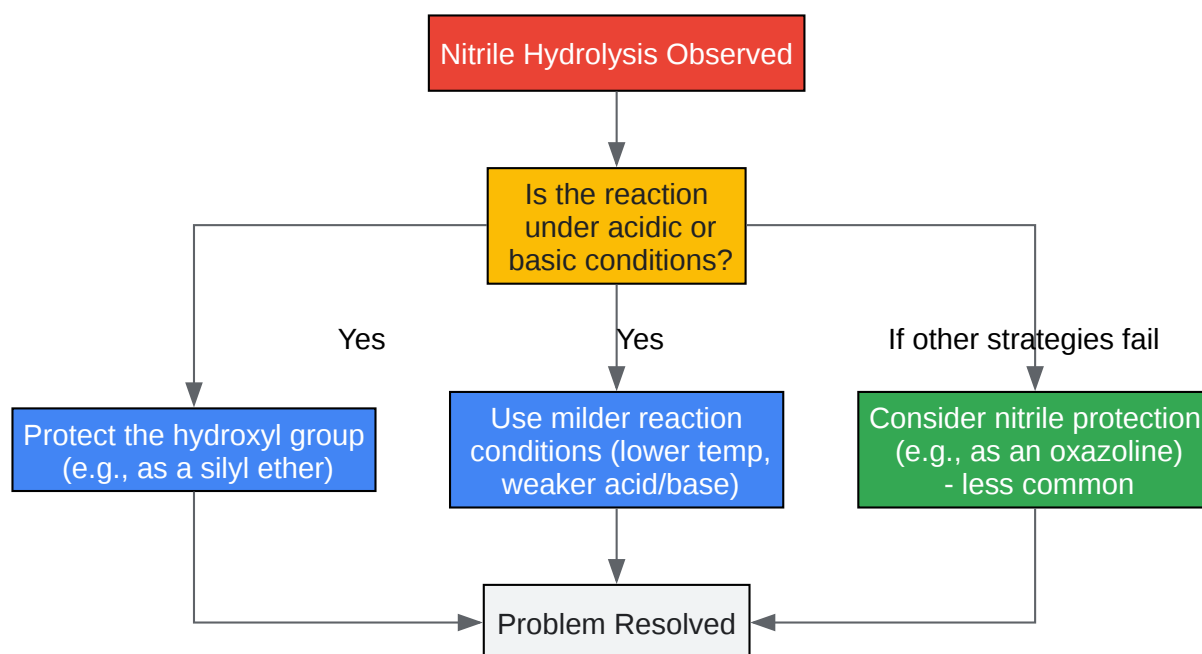 Nitrile Hydrolysis Observed
Is the reaction
under acidic or
basic conditions?
Yes
Yes
If other strategies fail
Protect the hydroxyl group
(e.g., as a silyl ether)
Use milder reaction
conditions (lower temp,
weaker acid/base)
Consider nitrile protection
(e.g., as an oxazoline)
- less common
Problem Resolved